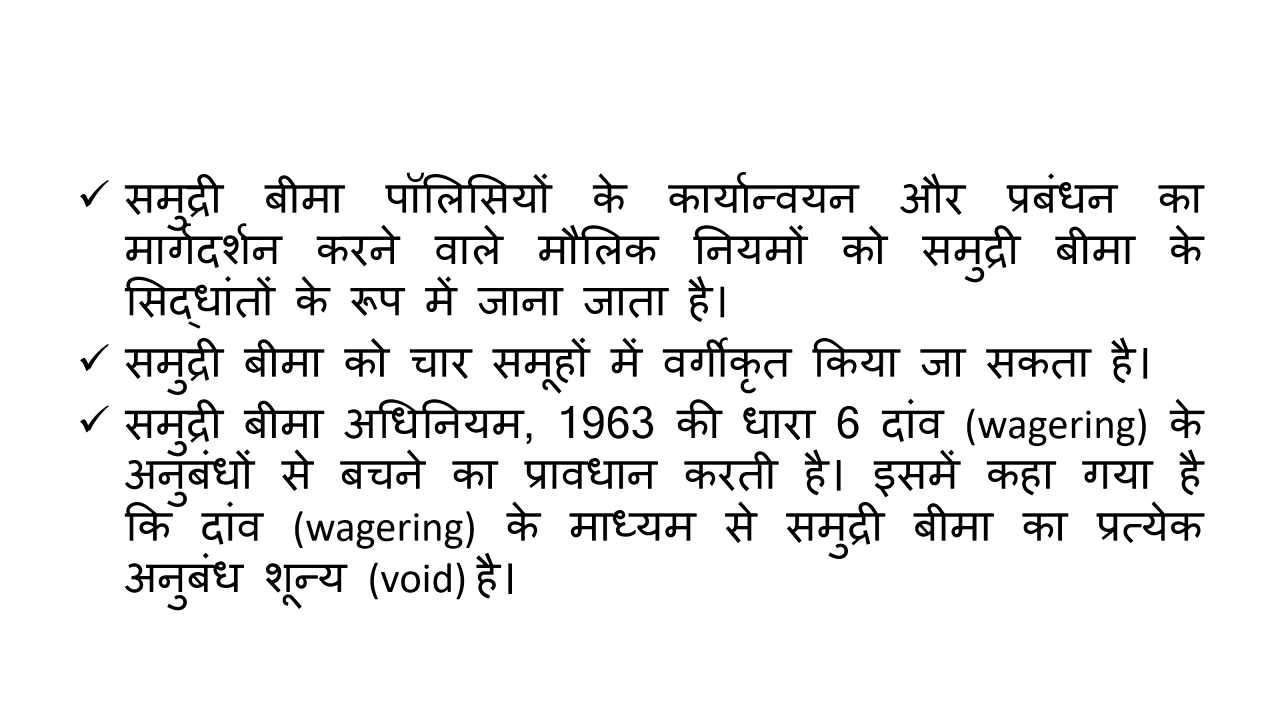 ✓ समुद्री बीमा पॉलिसियों के कार्यान्वयन और प्रबंधन का
मार्गदर्शन करने वाले मौलिक नियमों को समुद्री बीमा के
सिद्धांतों के रूप में जाना जाता है।
✓ समुद्री बीमा को चार समूहों में वर्गीकृत किया जा सकता है।
✓ समुद्री बीमा अधिनियम, 1963 की धारा 6 दांव (wagering) के
अनुबंधों से बचने का प्रावधान करती है। इसमें कहा गया है
कि दांव (wagering) के माध्यम से समुद्री बीमा का प्रत्येक
अनुबंध शून्य (void) है।